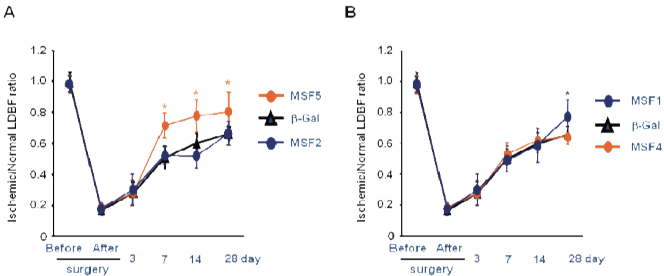 A
Ischemic/Normal LDBF ratio
1.2
1.0
0.8
0.6
0.4
0.2
0
*
*
*
MSF5
β-Gal
MSF2
Before
After
3
7
14
28 day
surgery
B
Ischemic/Normal LDBF ratio
1.2
1.0
0.8
0.6
0.4
0.2
0
*
MSF1
β-Gal
MSF4
Before
After
3
7
14
28 day
surgery